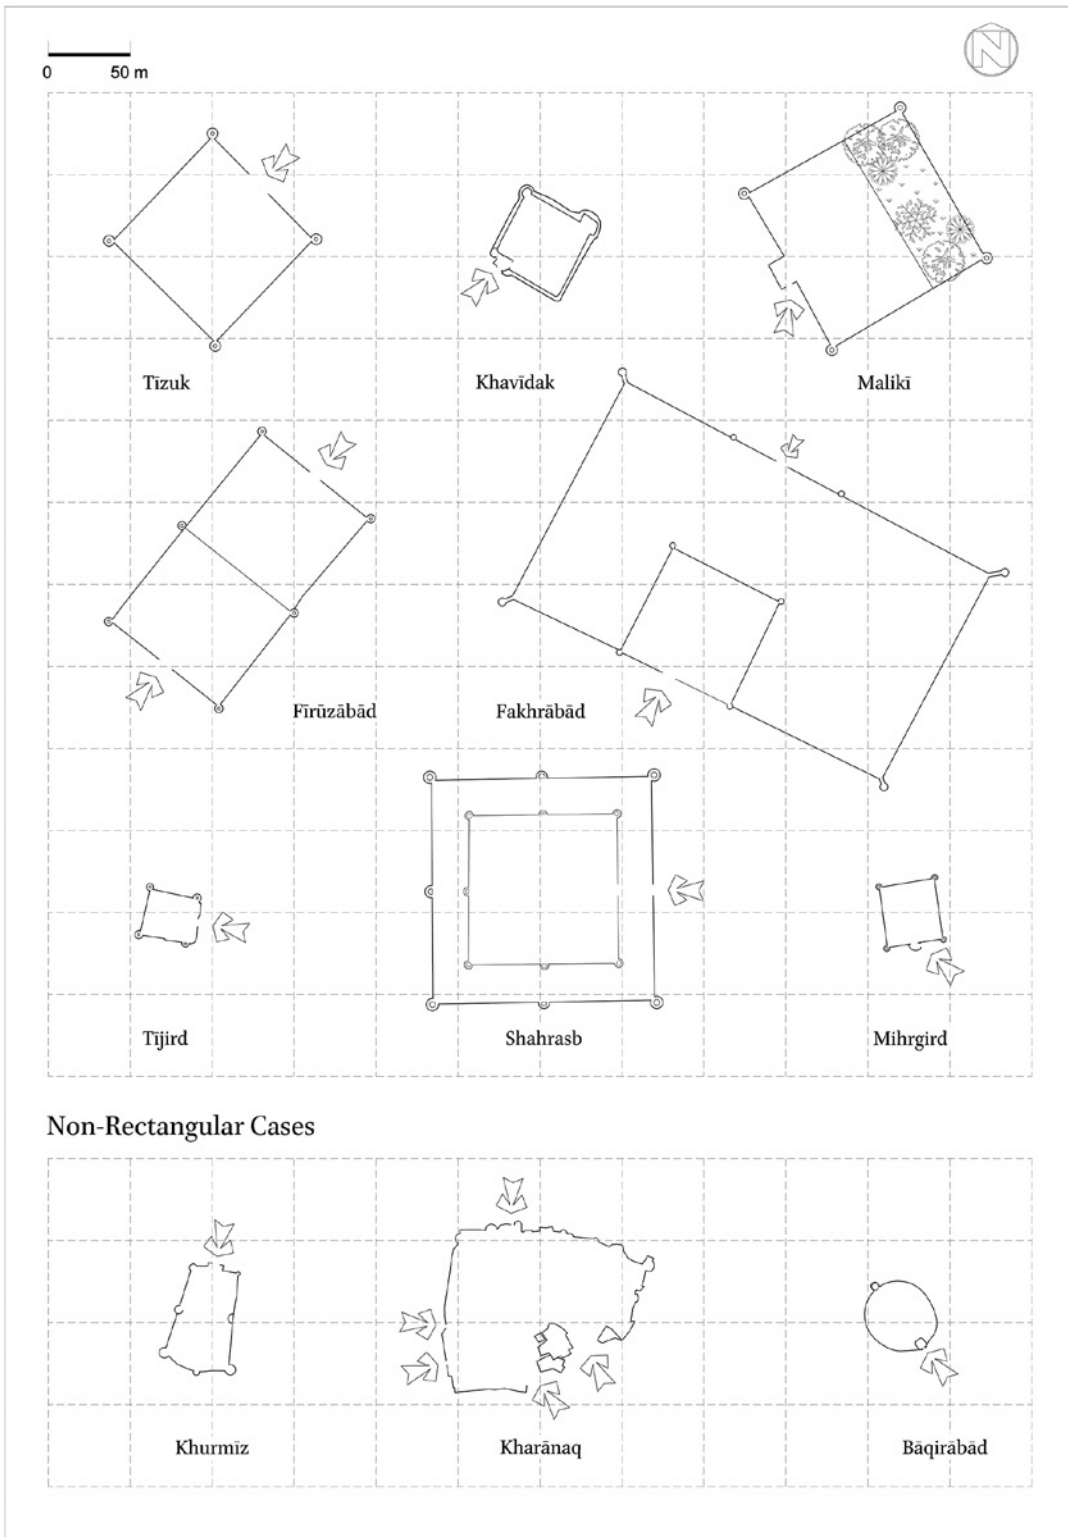 0 50 m
N
Tīzuk
Khavīdak
Malikī
Fīrūzābād
Fakhrābād
Tījird
Shahrasb
Mihrgird
Non-Rectangular Cases
Khurmīz
Kharānaq
Bāqirābād